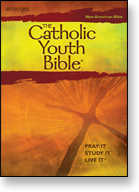 New American Bible
THE
Catholic
Youth
Bible®
PRAY IT
STUDY IT
LIVE IT®